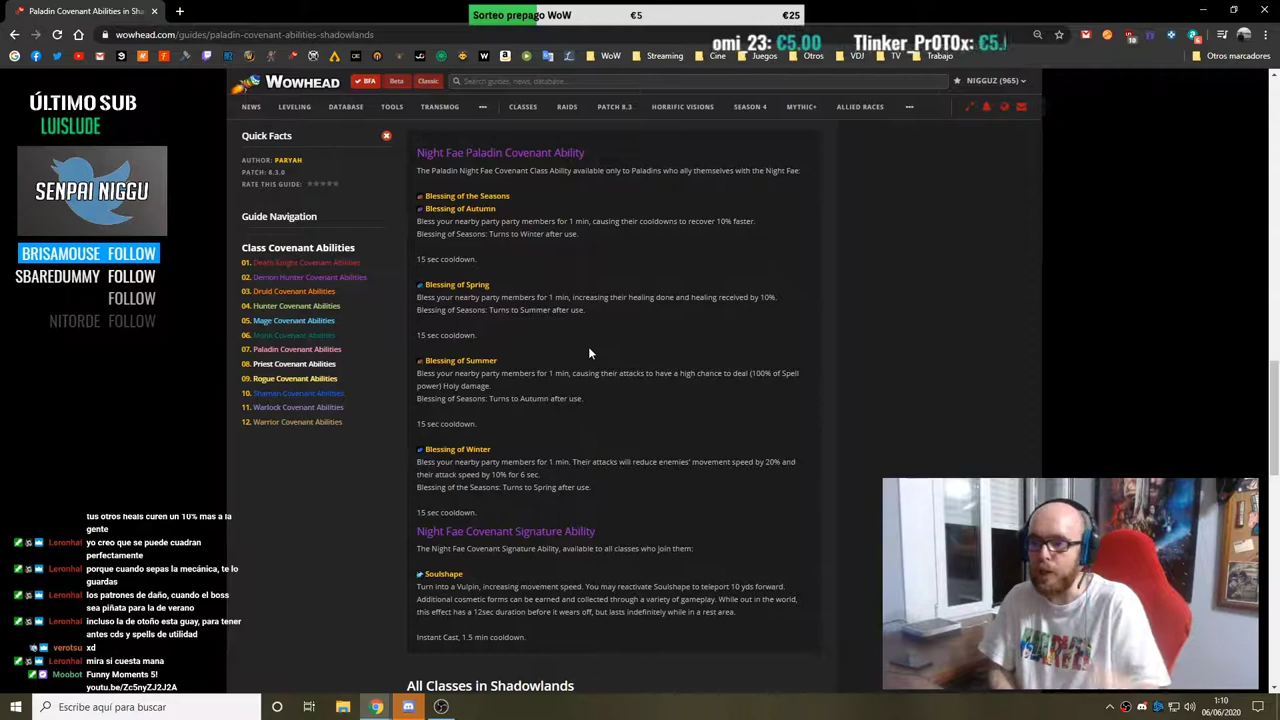 Paladin Covenant Abilities in Sha
Sorteo prepago WoW €5 €25
wowhead.com/guides/paladin-covenant-abilities-shadowlands
omi_23: €5.00 Tlinker_Pr0T0x: €5.
WoW Streaming Cine Juegos Otros VdJ TV Trabajo Otros marcadores
WOWHEAD BFA Beta Classic Search guides, news, database... NIGGUZ (965)
NEWS LEVELING DATABASE TOOLS TRANSMOG ••• CLASSES RAIDS PATCH 8.3 HORRIFIC VISIONS SEASON 4 MYTHIC+ ALLIED RACES •••
ÚLTIMO SUB
LUISLUDE
SENPAI NIGGU
BRISAMOUSE FOLLOW
SBAREDUMMY FOLLOW
FOLLOW
NITORDE FOLLOW
Quick Facts
AUTHOR: PARYAH
PATCH: 8.3.0
RATE THIS GUIDE:
Guide Navigation
Class Covenant Abilities
01. Death Knight Covenant Abilities
02. Demon Hunter Covenant Abilities
03. Druid Covenant Abilities
04. Hunter Covenant Abilities
05. Mage Covenant Abilities
06. Monk Covenant Abilities
07. Paladin Covenant Abilities
08. Priest Covenant Abilities
09. Rogue Covenant Abilities
10. Shaman Covenant Abilities
11. Warlock Covenant Abilities
12. Warrior Covenant Abilities
Night Fae Paladin Covenant Ability
The Paladin Night Fae Covenant Class Ability available only to Paladins who ally themselves with the Night Fae:
Blessing of the Seasons
Blessing of Autumn
Bless your nearby party party members for 1 min, causing their cooldowns to recover 10% faster.
Blessing of Seasons: Turns to Winter after use.
15 sec cooldown.
Blessing of Spring
Bless your nearby party members for 1 min, increasing their healing done and healing received by 10%.
Blessing of Seasons: Turns to Summer after use.
15 sec cooldown.
Blessing of Summer
Bless your nearby party members for 1 min, causing their attacks to have a high chance to deal (100% of Spell
power) Holy damage.
Blessing of Seasons: Turns to Autumn after use.
15 sec cooldown.
Blessing of Winter
Bless your nearby party members for 1 min. Their attacks will reduce enemies' movement speed by 20% and
their attack speed by 10% for 6 sec.
Blessing of the Seasons: Turns to Spring after use.
15 sec cooldown.
Night Fae Covenant Signature Ability
The Night Fae Covenant Signature Ability, available to all classes who join them:
Soulshape
Turn into a Vulpin, increasing movement speed. You may reactivate Soulshape to teleport 10 yds forward.
Additional cosmetic forms can be earned and collected through a variety of gameplay. While out in the world,
this effect has a 12sec duration before it wears off, but lasts indefinitely while in a rest area.
Instant Cast, 1.5 min cooldown.
All Classes in Shadowlands
tus otros heals curen un 10% mas a la
gente
Leronhal yo creo que se puede cuadran
perfectamente
Leronhal porque cuando sepas la mecánica, te lo
guardas
Leronhal los patrones de daño, cuando el boss
sea piñata para la de verano
Leronhal incluso la de otoño esta guay, para tener
antes cds y spells de utilidad
verotsu xd
Leronhal mira si cuesta mana
Moobot Funny Moments 5!
youtu.be/Zc5nyZJ2J2A
Escribe aquí para buscar
1:10
06/06/2020